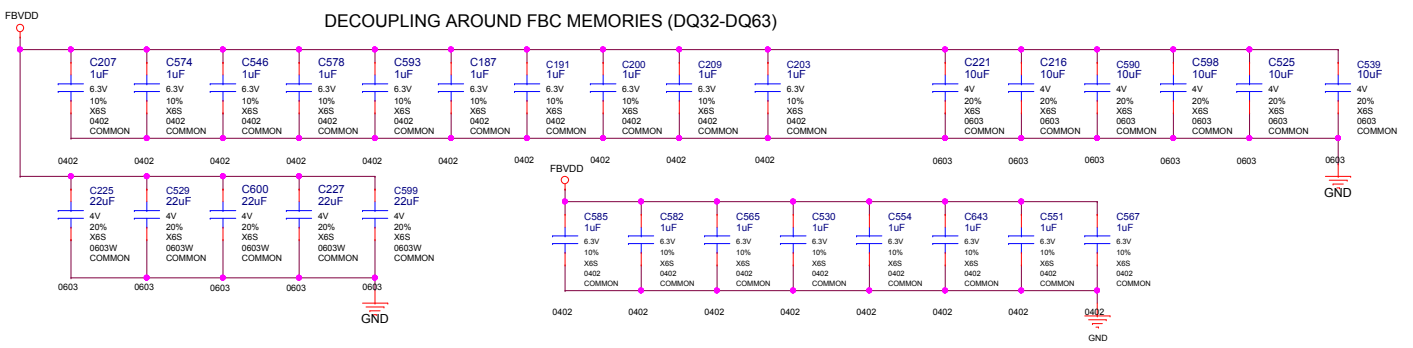 FBVDD
DECOUPLING AROUND FBC MEMORIES (DQ32-DQ63)
C207 C574 C546 C578 C593 C187 C191 C200 C209 C203 C221 C216 C590 C598 C525 C539
1uF 1uF 1uF 1uF 1uF 1uF 1uF 1uF 1uF 1uF 10uF 10uF 10uF 10uF 10uF 10uF
6.3V 6.3V 6.3V 6.3V 6.3V 6.3V 6.3V 6.3V 6.3V 6.3V 4V 4V 4V 4V 4V 4V
10% 10% 10% 10% 10% 10% 10% 10% 10% 10% 20% 20% 20% 20% 20% 20%
X6S X6S X6S X6S X6S X6S X6S X6S X6S X6S X6S X6S X6S X6S X6S X6S
0402 0402 0402 0402 0402 0402 0402 0402 0402 0402 0603 0603 0603 0603 0603 0603
COMMON COMMON COMMON COMMON COMMON COMMON COMMON COMMON COMMON COMMON COMMON COMMON COMMON COMMON COMMON COMMON
0402 0402 0402 0402 0402 0402 0402 0402 0402 0402 0603 0603 0603 0603 0603 0603
GND
C225 C529 C600 C227 C599
22uF 22uF 22uF 22uF 22uF
4V 4V 4V 4V 4V
20% 20% 20% 20% 20%
X6S X6S X6S X6S X6S
0603W 0603W 0603W 0603W 0603W
COMMON COMMON COMMON COMMON COMMON
0603 0603 0603 0603 0603
GND
FBVDD
C585 C582 C565 C530 C554 C643 C551 C567
1uF 1uF 1uF 1uF 1uF 1uF 1uF 1uF
6.3V 6.3V 6.3V 6.3V 6.3V 6.3V 6.3V 6.3V
10% 10% 10% 10% 10% 10% 10% 10%
X6S X6S X6S X6S X6S X6S X6S X6S
0402 0402 0402 0402 0402 0402 0402 0402
COMMON COMMON COMMON COMMON COMMON COMMON COMMON COMMON
0402 0402 0402 0402 0402 0402 0402 0402
GND